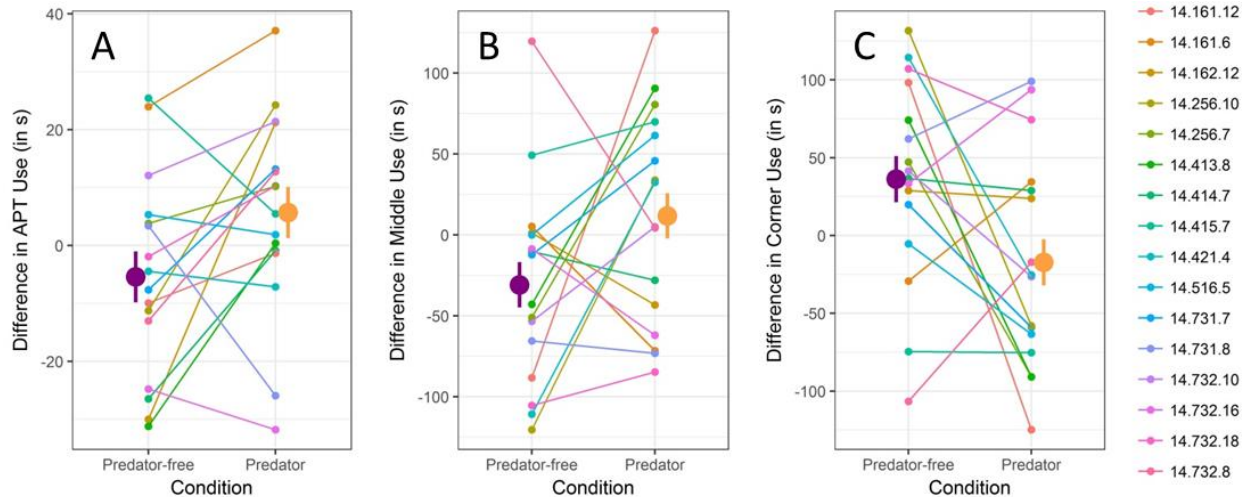 A
Difference in APT Use (in s)
40
20
0
-20
Predator-free
Predator
Condition
B
Difference in Middle Use (in s)
100
50
0
-50
-100
Predator-free
Predator
Condition
C
Difference in Corner Use (in s)
100
50
0
-50
-100
Predator-free
Predator
Condition
14.161.12
14.161.6
14.162.12
14.256.10
14.256.7
14.413.8
14.414.7
14.415.7
14.421.4
14.516.5
14.731.7
14.731.8
14.732.10
14.732.16
14.732.18
14.732.8